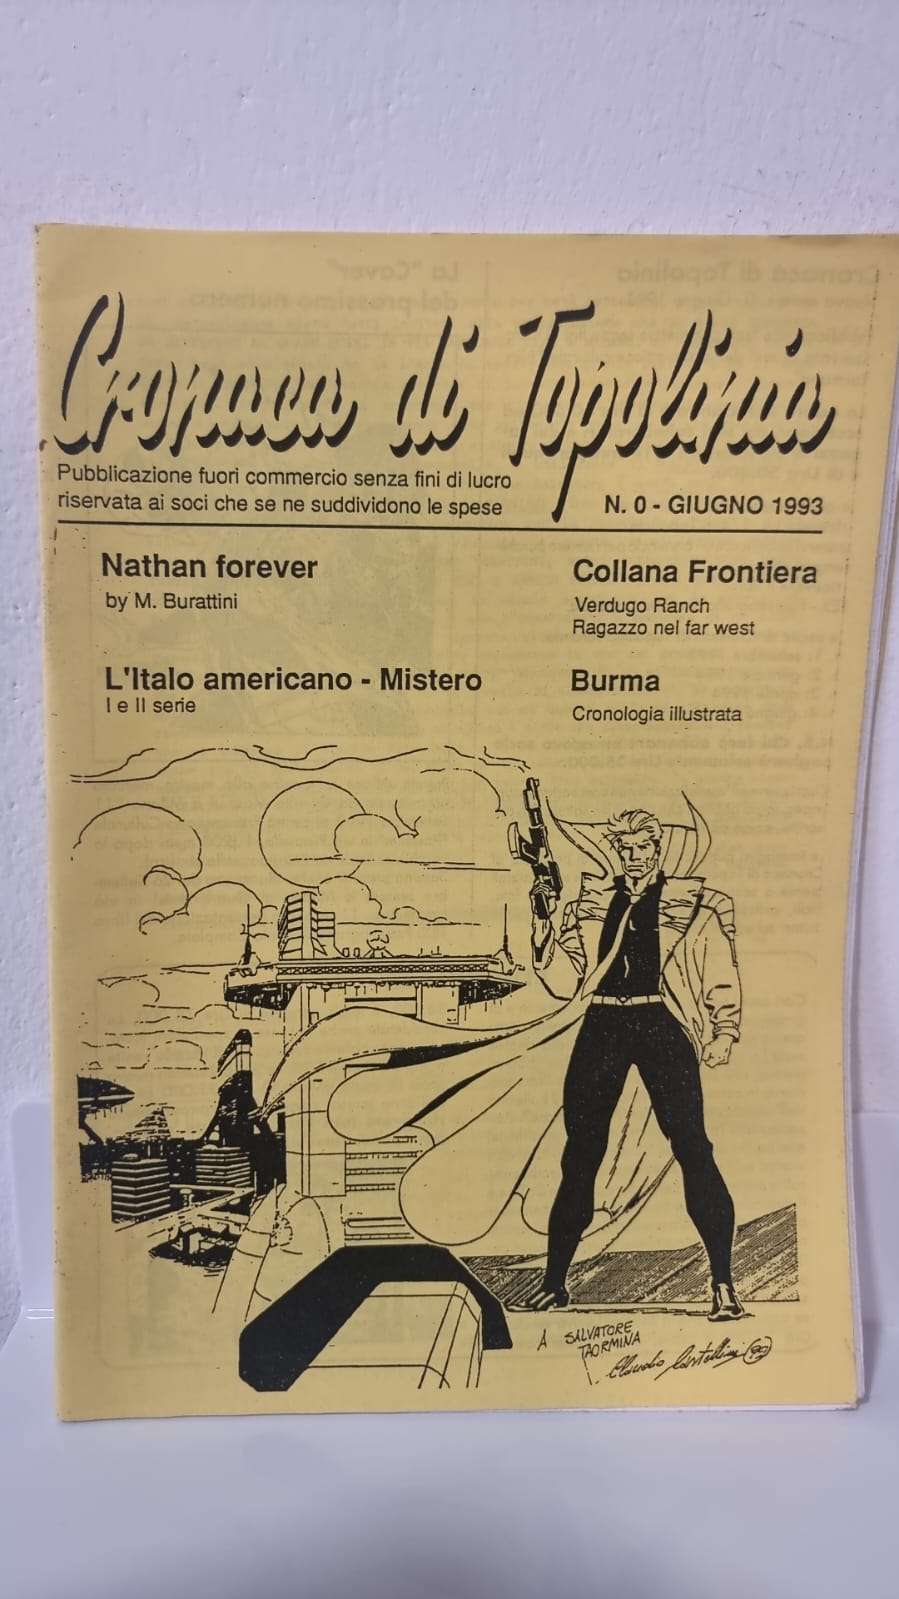 Cronaca di Topolinia
Pubblicazione fuori commercio senza fini di lucro
riservata ai soci che se ne suddividono le spese
N. 0 - GIUGNO 1993
Nathan forever
by M. Burattini
Collana Frontiera
Verdugo Ranch
Ragazzo nel far west
L'Italo americano - Mistero
I e II serie
Burma
Cronologia illustrata
A SALVATORE
TAORMINA
Claudio Castellini